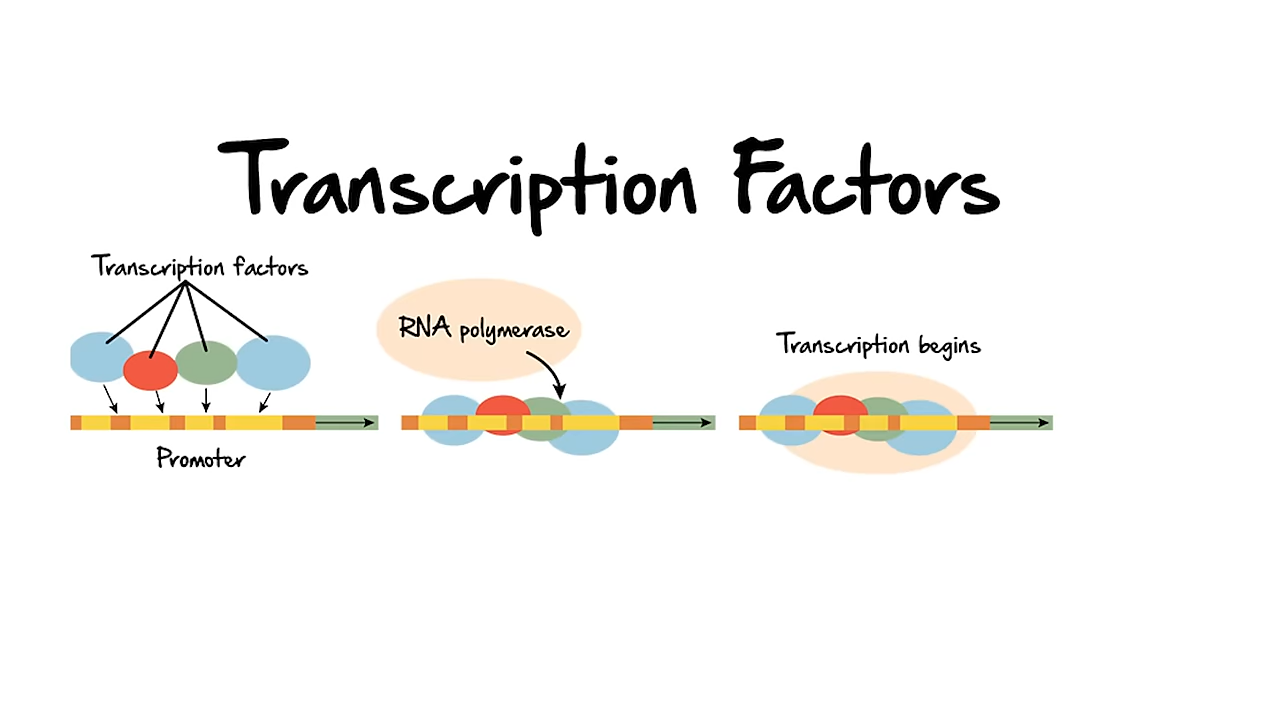 Transcription Factors
Transcription factors
Promoter
RNA polymerase
Transcription begins